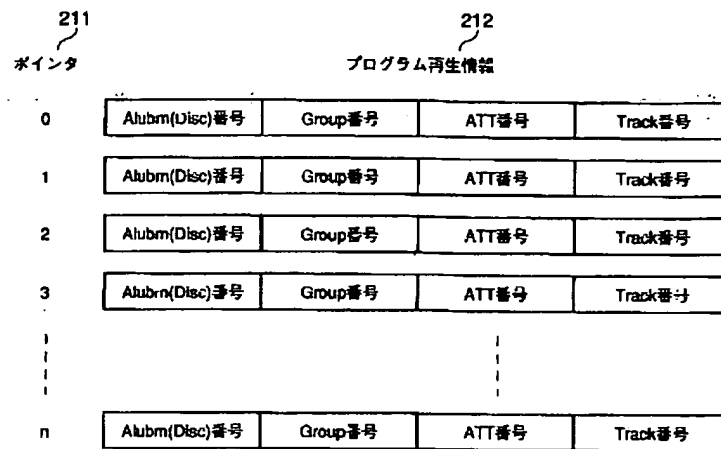 211 212
ポインタ プログラム再生情報
0 Alubm(Disc)番号 Group番号 ATT番号 Track番号
1 Alubm(Disc)番号 Group番号 ATT番号 Track番号
2 Alubm(Disc)番号 Group番号 ATT番号 Track番号
3 Alubm(Disc)番号 Group番号 ATT番号 Track番号
n Alubm(Disc)番号 Group番号 ATT番号 Track番号